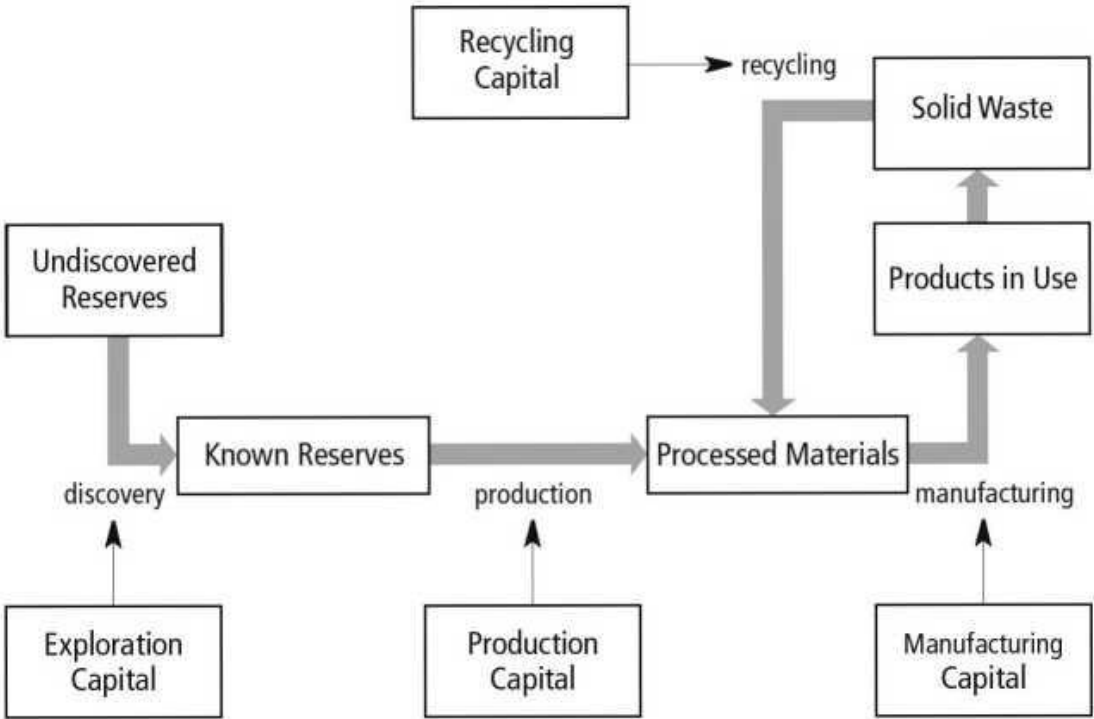 Recycling
Capital
recycling
Solid Waste
Undiscovered
Reserves
Products in Use
Known Reserves
Processed Materials
discovery
production
manufacturing
Exploration
Capital
Production
Capital
Manufacturing
Capital